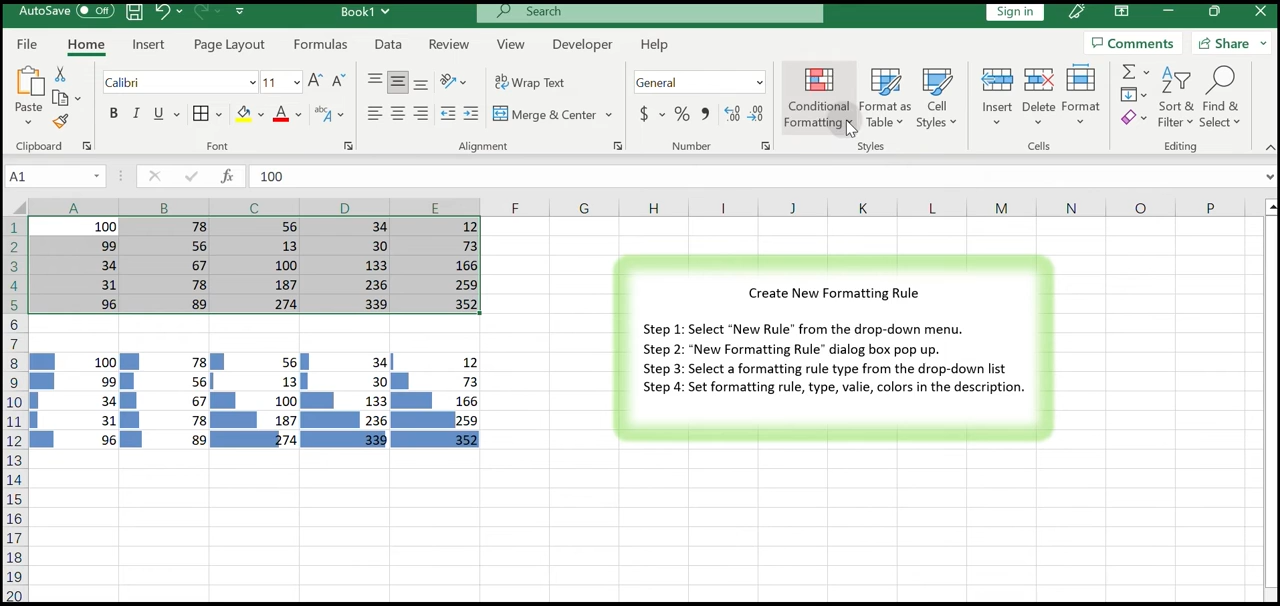 AutoSave Off Book1 Search Sign in
File Home Insert Page Layout Formulas Data Review View Developer Help Comments Share
Calibri 11 A A Wrap Text General
Paste B I U A Merge & Center $ % , Conditional Formatting Format as Table Cell Styles Insert Delete Format Sort & Filter Find & Select
Clipboard Font Alignment Number Styles Cells Editing
A1 fx 100
A B C D E F G H I J K L M N O P
1 100 78 56 34 12
2 99 56 13 30 73
3 34 67 100 133 166
4 31 78 187 236 259
5 96 89 274 339 352
6
7
8 100 78 56 34 12
9 99 56 13 30 73
10 34 67 100 133 166
11 31 78 187 236 259
12 96 89 274 339 352
13
14
15
16
17
18
19
20
Create New Formatting Rule
Step 1: Select “New Rule” from the drop-down menu.
Step 2: “New Formatting Rule” dialog box pop up.
Step 3: Select a formatting rule type from the drop-down list
Step 4: Set formatting rule, type, valie, colors in the description.